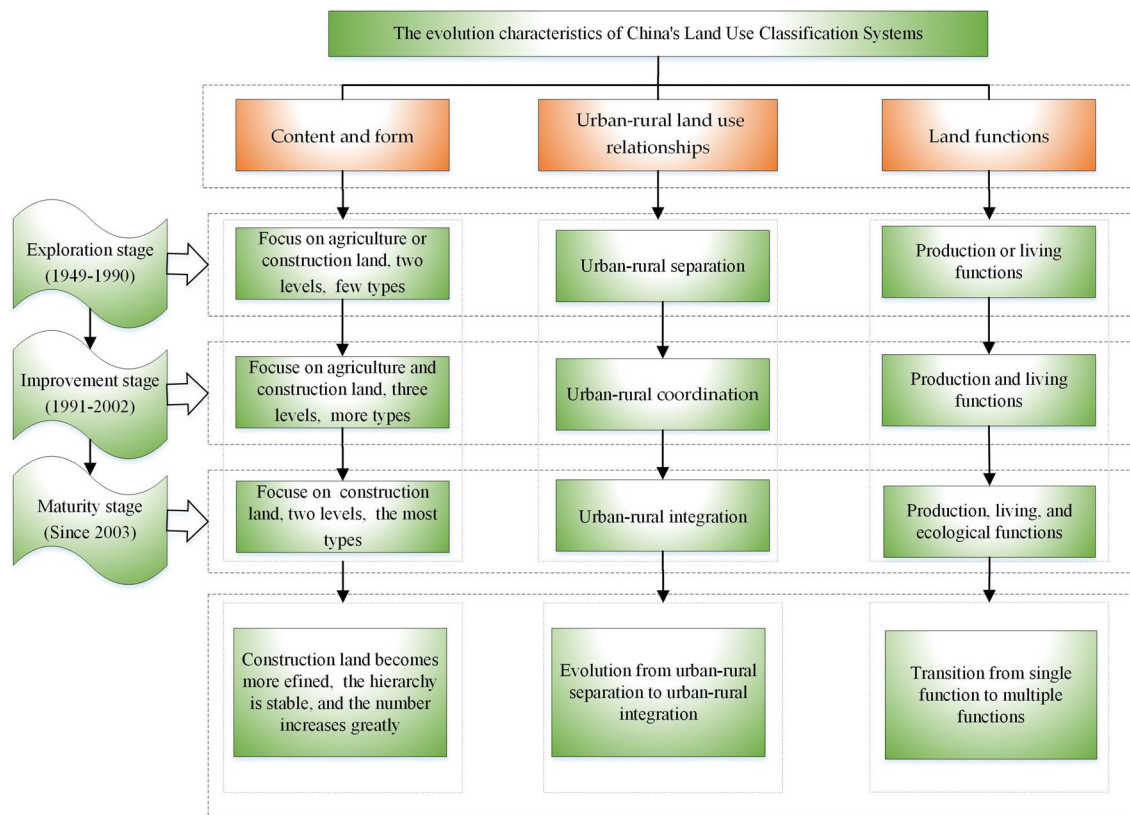 The evolution characteristics of China's Land Use Classification Systems
Content and form
Urban-rural land use
relationships
Land functions
Exploration stage
(1949-1990)
Focus on agriculture or
construction land, two
levels, few types
Urban-rural separation
Production or living
functions
Improvement stage
(1991-2002)
Focuse on agriculture and
construction land, three
levels, more types
Urban-rural coordination
Production and living
functions
Maturity stage
(Since 2003)
Focuse on construction
land, two levels, the most
types
Urban-rural integration
Production, living, and
ecological functions
Construction land becomes
more efined, the hierarchy
is stable, and the number
increases greatly
Evolution from urban-rural
separation to urban-rural
integration
Transition from single
function to multiple
functions